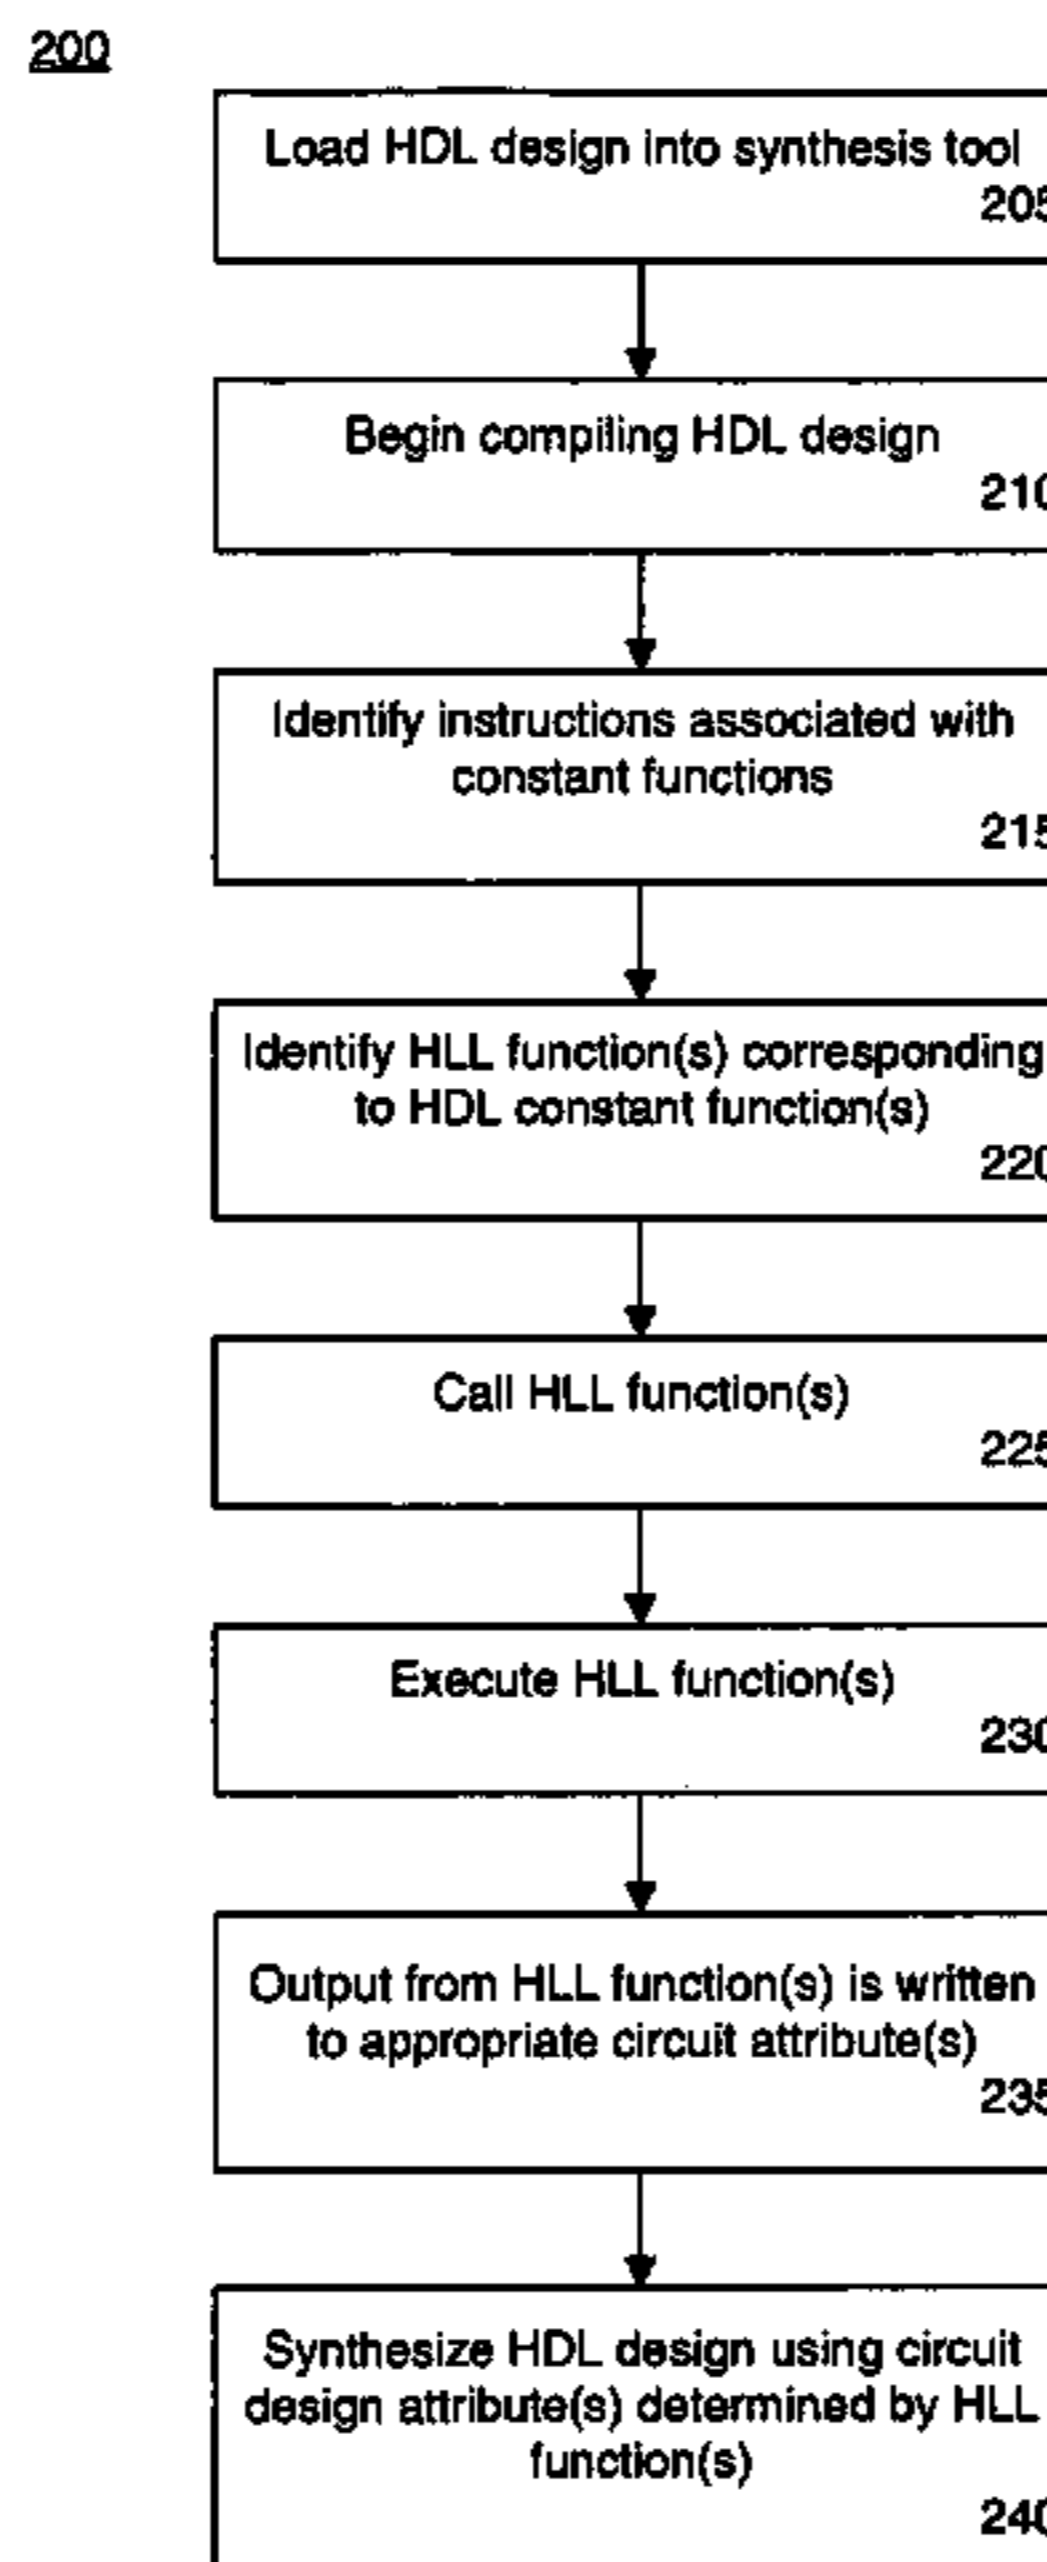 200
Load HDL design into synthesis tool
205
Begin compiling HDL design
210
Identify instructions associated with
constant functions
215
Identify HLL function(s) corresponding
to HDL constant function(s)
220
Call HLL function(s)
225
Execute HLL function(s)
230
Output from HLL function(s) is written
to appropriate circuit attribute(s)
235
Synthesize HDL design using circuit
design attribute(s) determined by HLL
function(s)
240